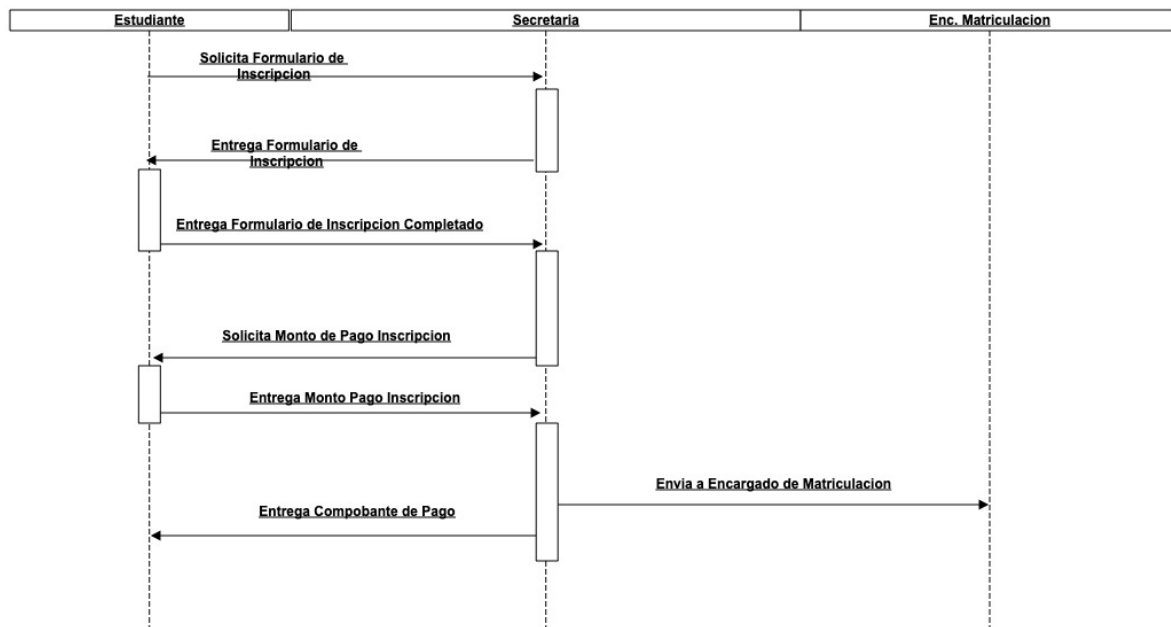 Estudiante
Secretaria
Enc. Matriculacion
Solicita Formulario de
Inscripcion
Entrega Formulario de
Inscripcion
Entrega Formulario de Inscripcion Completado
Solicita Monto de Pago Inscripcion
Entrega Monto Pago Inscripcion
Envia a Encargado de Matriculacion
Entrega Compobante de Pago